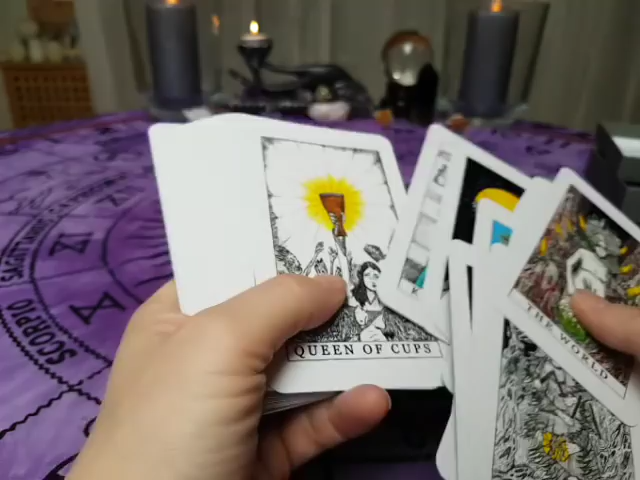 QUEEN OF CUPS
THE WORLD
SCORPIO
SAGITTARIUS